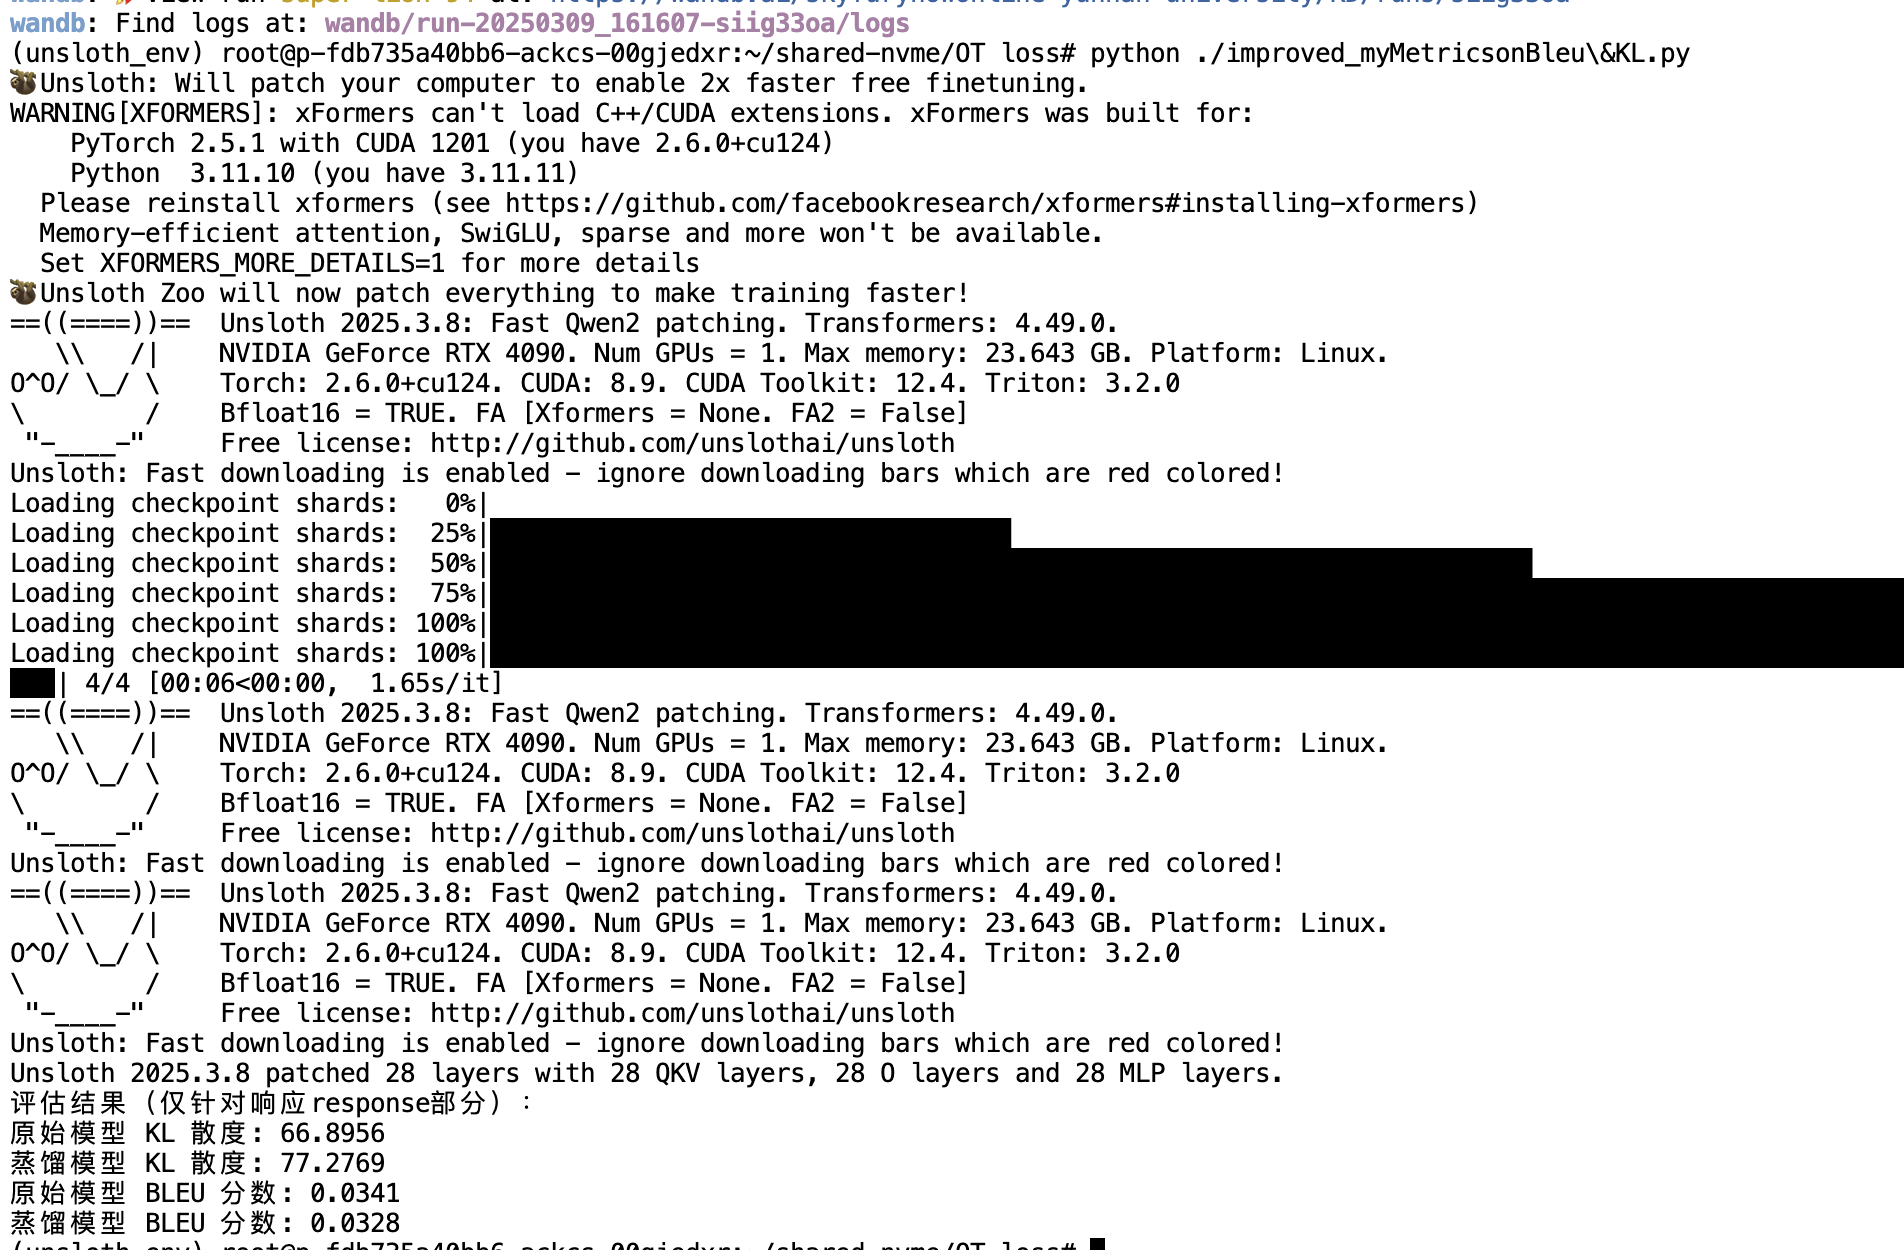 wandb: Find logs at: wandb/run-20250309_161607-siig33oa/logs
(unsloth_env) root@p-fdb735a40bb6-ackcs-00gjedxr:~/shared-nvme/OT loss# python ./improved_myMetricsonBleu\&KL.py
🦥Unsloth: Will patch your computer to enable 2x faster free finetuning.
WARNING[XFORMERS]: xFormers can't load C++/CUDA extensions. xFormers was built for:
    PyTorch 2.5.1 with CUDA 1201 (you have 2.6.0+cu124)
    Python  3.11.10 (you have 3.11.11)
  Please reinstall xformers (see https://github.com/facebookresearch/xformers#installing-xformers)
  Memory-efficient attention, SwiGLU, sparse and more won't be available.
  Set XFORMERS_MORE_DETAILS=1 for more details
🦥Unsloth Zoo will now patch everything to make training faster!
==((====))==  Unsloth 2025.3.8: Fast Qwen2 patching. Transformers: 4.49.0.
   \\   /|    NVIDIA GeForce RTX 4090. Num GPUs = 1. Max memory: 23.643 GB. Platform: Linux.
O^O/ \_/ \    Torch: 2.6.0+cu124. CUDA: 8.9. CUDA Toolkit: 12.4. Triton: 3.2.0
\        /    Bfloat16 = TRUE. FA [Xformers = None. FA2 = False]
 "-____-"     Free license: http://github.com/unslothai/unsloth
Unsloth: Fast downloading is enabled - ignore downloading bars which are red colored!
Loading checkpoint shards:   0%|
Loading checkpoint shards:  25%|
Loading checkpoint shards:  50%|
Loading checkpoint shards:  75%|
Loading checkpoint shards: 100%|
Loading checkpoint shards: 100%|
███| 4/4 [00:06<00:00,  1.65s/it]
==((====))==  Unsloth 2025.3.8: Fast Qwen2 patching. Transformers: 4.49.0.
   \\   /|    NVIDIA GeForce RTX 4090. Num GPUs = 1. Max memory: 23.643 GB. Platform: Linux.
O^O/ \_/ \    Torch: 2.6.0+cu124. CUDA: 8.9. CUDA Toolkit: 12.4. Triton: 3.2.0
\        /    Bfloat16 = TRUE. FA [Xformers = None. FA2 = False]
 "-____-"     Free license: http://github.com/unslothai/unsloth
Unsloth: Fast downloading is enabled - ignore downloading bars which are red colored!
==((====))==  Unsloth 2025.3.8: Fast Qwen2 patching. Transformers: 4.49.0.
   \\   /|    NVIDIA GeForce RTX 4090. Num GPUs = 1. Max memory: 23.643 GB. Platform: Linux.
O^O/ \_/ \    Torch: 2.6.0+cu124. CUDA: 8.9. CUDA Toolkit: 12.4. Triton: 3.2.0
\        /    Bfloat16 = TRUE. FA [Xformers = None. FA2 = False]
 "-____-"     Free license: http://github.com/unslothai/unsloth
Unsloth: Fast downloading is enabled - ignore downloading bars which are red colored!
Unsloth 2025.3.8 patched 28 layers with 28 QKV layers, 28 O layers and 28 MLP layers.
评估结果（仅针对响应response部分）：
原始模型 KL 散度: 66.8956
蒸馏模型 KL 散度: 77.2769
原始模型 BLEU 分数: 0.0341
蒸馏模型 BLEU 分数: 0.0328
(unsloth_env) root@p-fdb735a40bb6-ackcs-00gjedxr:~/shared-nvme/OT loss#